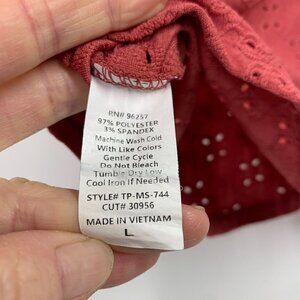 RN# 96257
97% POLYESTER
3% SPANDEX
Machine Wash Cold
With Like Colors
Gentle Cycle
Do Not Bleach
Tumble Dry Low
Cool Iron if Needed
STYLE# TP-MS-744
CUT# 30956
MADE IN VIETNAM
L